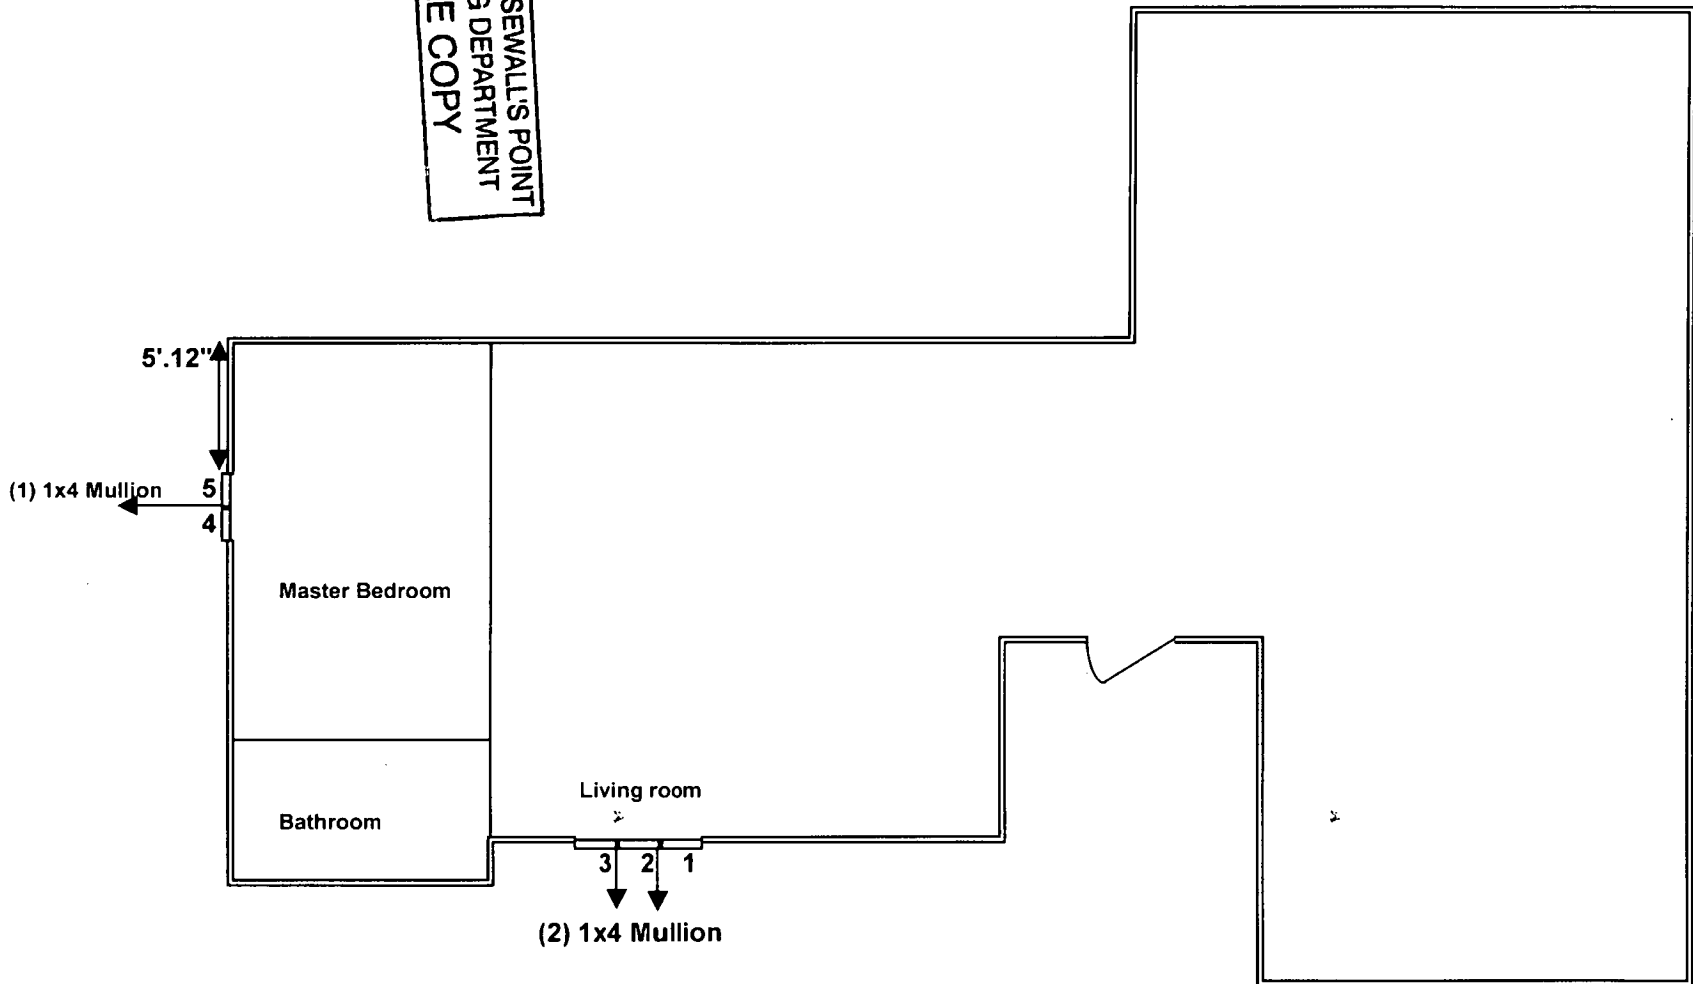 SEWALL'S POINT
DEPARTMENT
COPY
5'.12"
(1) 1x4 Mullion
5
4
Master Bedroom
Living room
Bathroom
3 2 1
(2) 1x4 Mullion